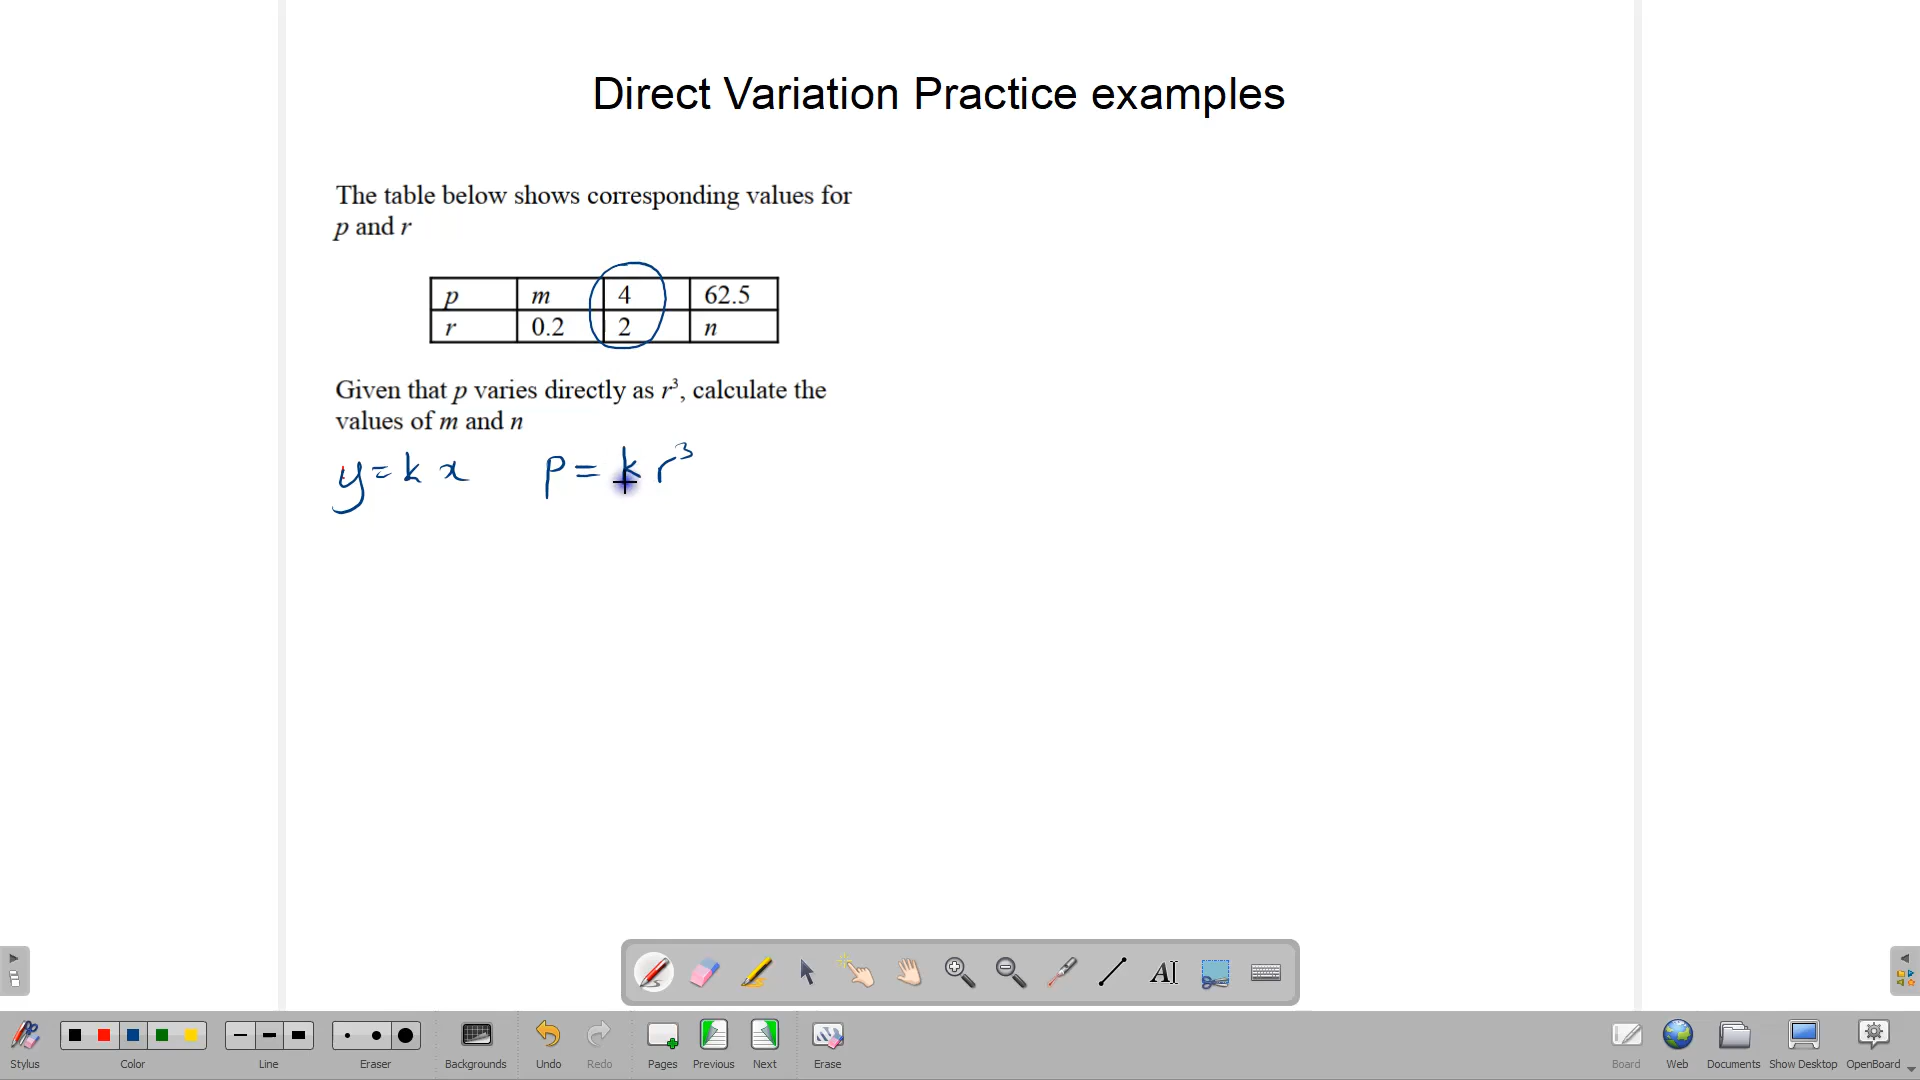 Direct Variation Practice examples
The table below shows corresponding values for
p and r
p m 4 62.5
r 0.2 2 n
Given that p varies directly as r³, calculate the
values of m and n
y = k x p = k r³
Stylus Color Line Eraser Backgrounds Undo Redo Pages Previous Next Erase Board Web Documents Show Desktop OpenBoard